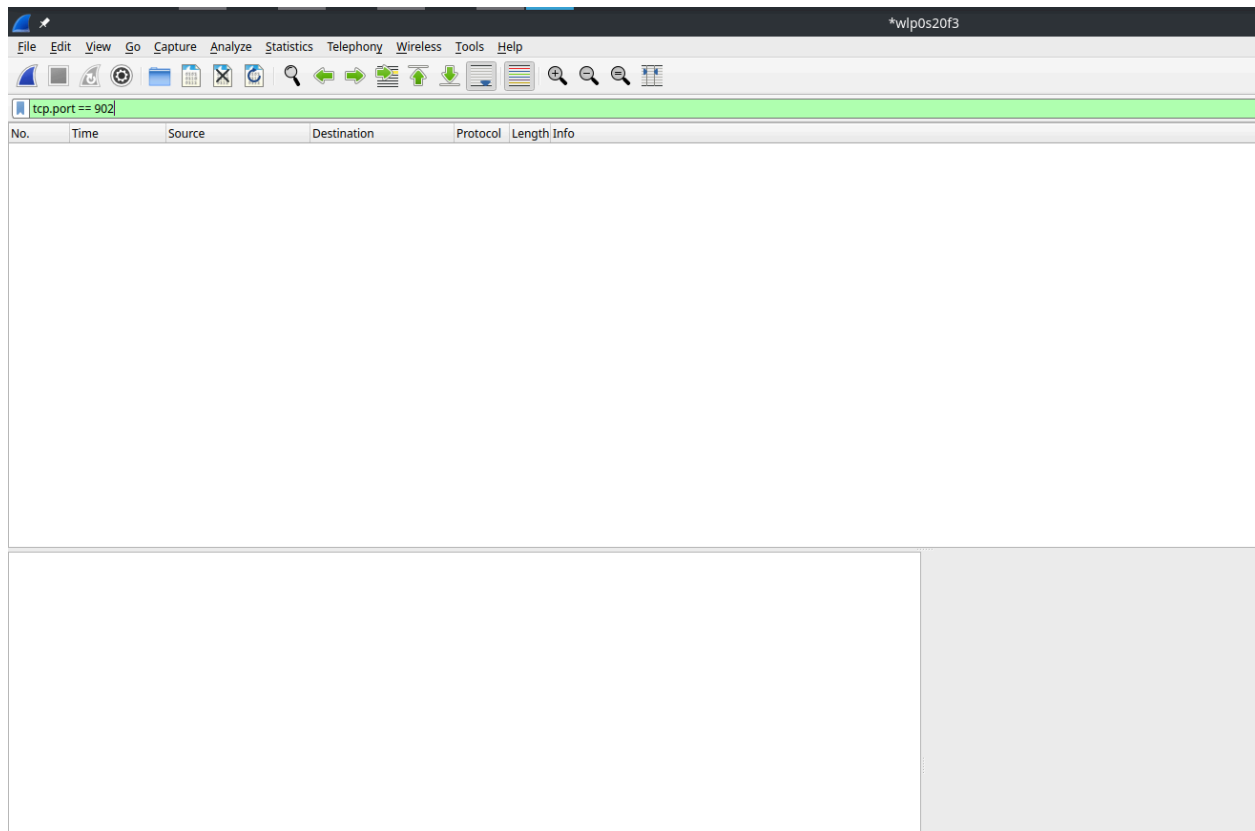 *wlp0s20f3
File Edit View Go Capture Analyze Statistics Telephony Wireless Tools Help
tcp.port == 902
No. Time Source Destination Protocol Length Info